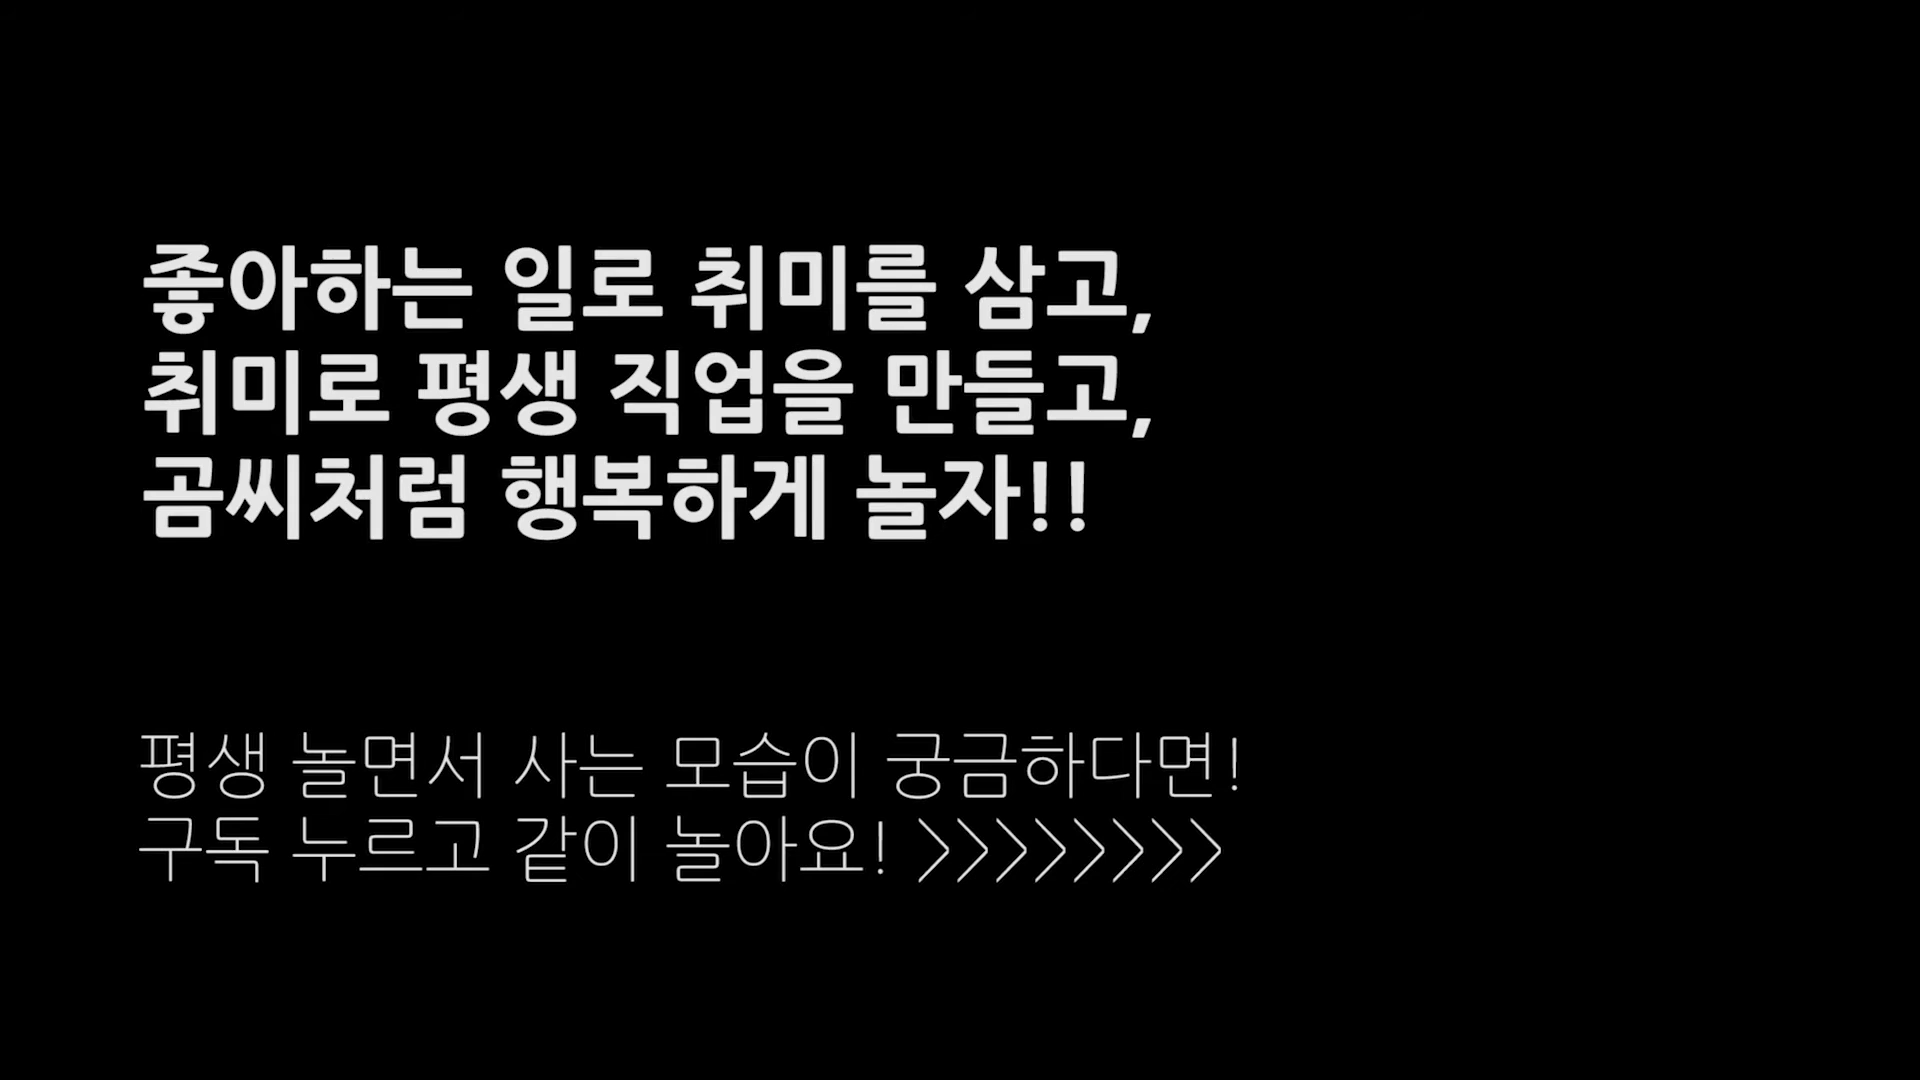 좋아하는 일로 취미를 삼고,
취미로 평생 직업을 만들고,
곰씨처럼 행복하게 놀자!!
평생 놀면서 사는 모습이 궁금하다면!
구독 누르고 같이 놀아요! >>>>>>>>